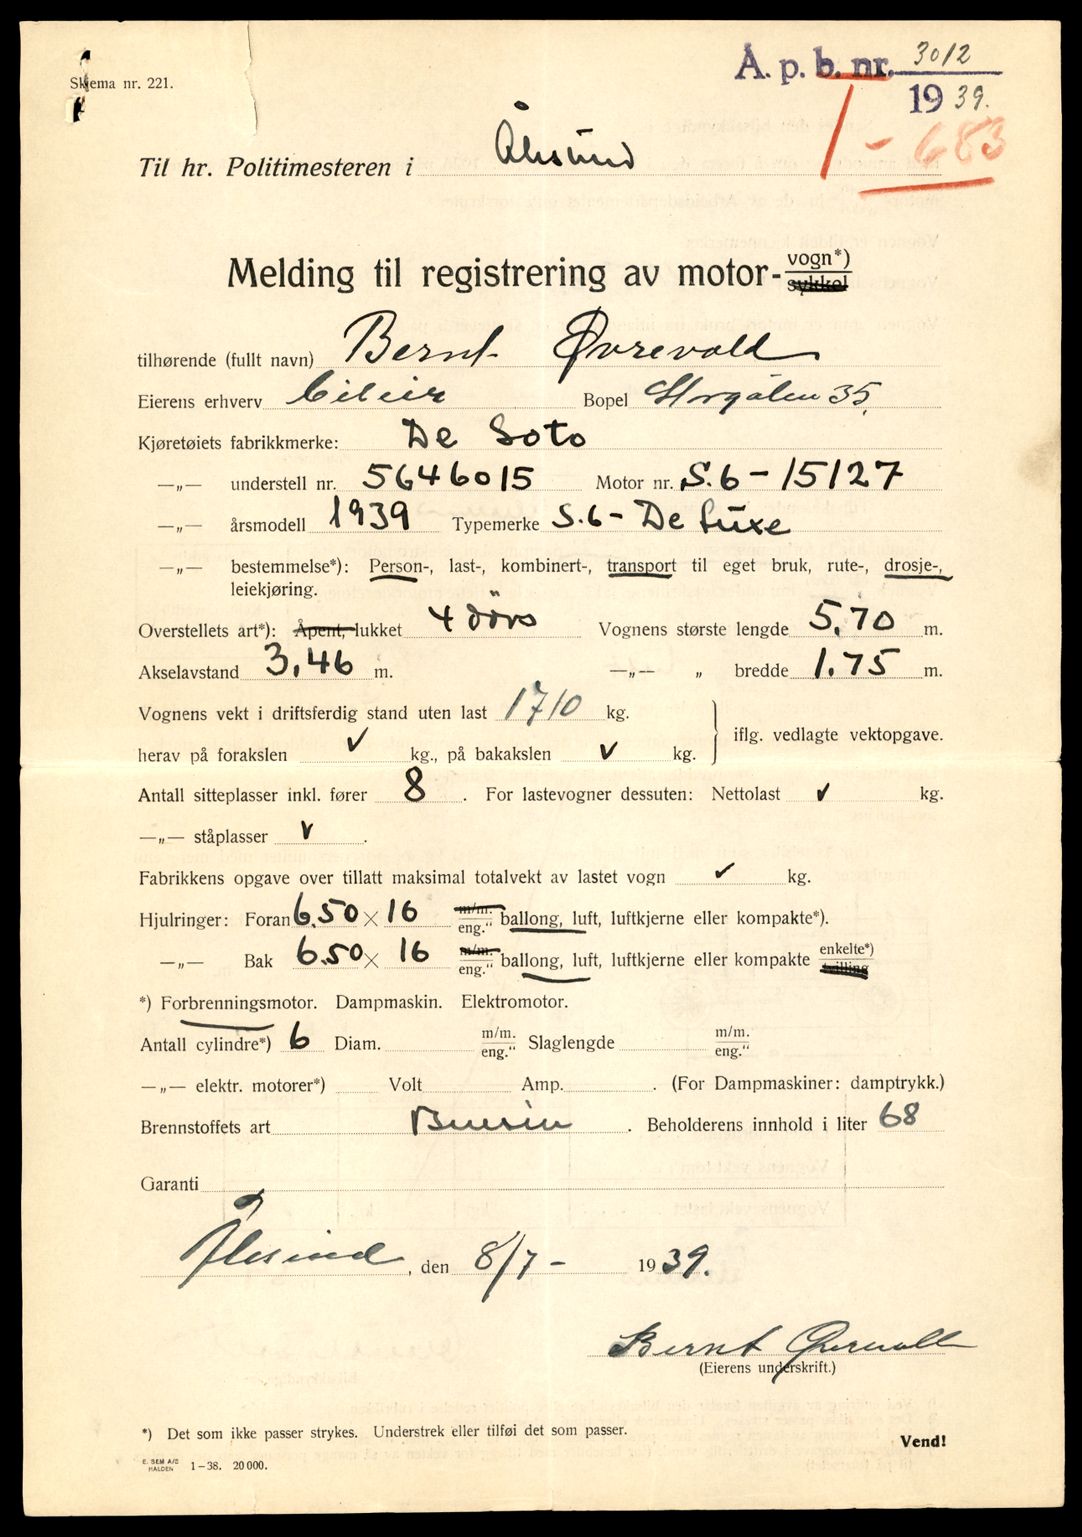 Skjema nr. 221.
Å. p. b. nr. 3012
1939.
T-683
Til hr. Politimesteren i Ålesund
Melding til registrering av motor-vogn*) sykkel
tilhørende (fullt navn) Bernt Øvrevold
Eierens erhverv Bileier Bopel Storgaten 35.
Kjøretøiets fabrikkmerke: De Soto
—„— understell nr. 5646015 Motor nr. S.6-15127
—„— årsmodell 1939 Typemerke S.6-De Luxe
—„— bestemmelse*): Person-, last-, kombinert-, transport til eget bruk, rute-, drosje-,
leiekjøring.
Overstellets art*): Åpent, lukket 4 dørs Vognens største lengde 5,70 m.
Akselavstand 3,46 m. —„— „ bredde 1.75 m.
Vognens vekt i driftsferdig stand uten last 1710 kg.
herav på forakslen ✓ kg., på bakakslen ✓ kg.
iflg. vedlagte vektopgave.
Antall sitteplasser inkl. fører 8. For lastevogner dessuten: Nettolast ✓ kg.
—„— ståplasser ✓.
Fabrikkens opgave over tillatt maksimal totalvekt av lastet vogn ✓ kg.
Hjulringer: Foran 6.50 × 16 m/m. eng." ballong, luft, luftkjerne eller kompakte*).
—„— Bak 6.50 × 16 m/m. eng." ballong, luft, luftkjerne eller kompakte enkelte*) tvilling
*) Forbrenningsmotor. Dampmaskin. Elektromotor.
Antall cylindre*) 6 Diam. m/m. eng." Slaglengde m/m. eng."
—„— elektr. motorer*) Volt Amp. . (For Dampmaskiner: damptrykk.)
Brennstoffets art Bensin. Beholderens innhold i liter 68
Garanti
Ålesund, den 8/7- 1939.
Bernt Øvrevoll
(Eierens underskrift.)
*) Det som ikke passer strykes. Understrek eller tilføi det som passer.
Vend!
E. SEM A/S HALDEN 1-38. 20 000.